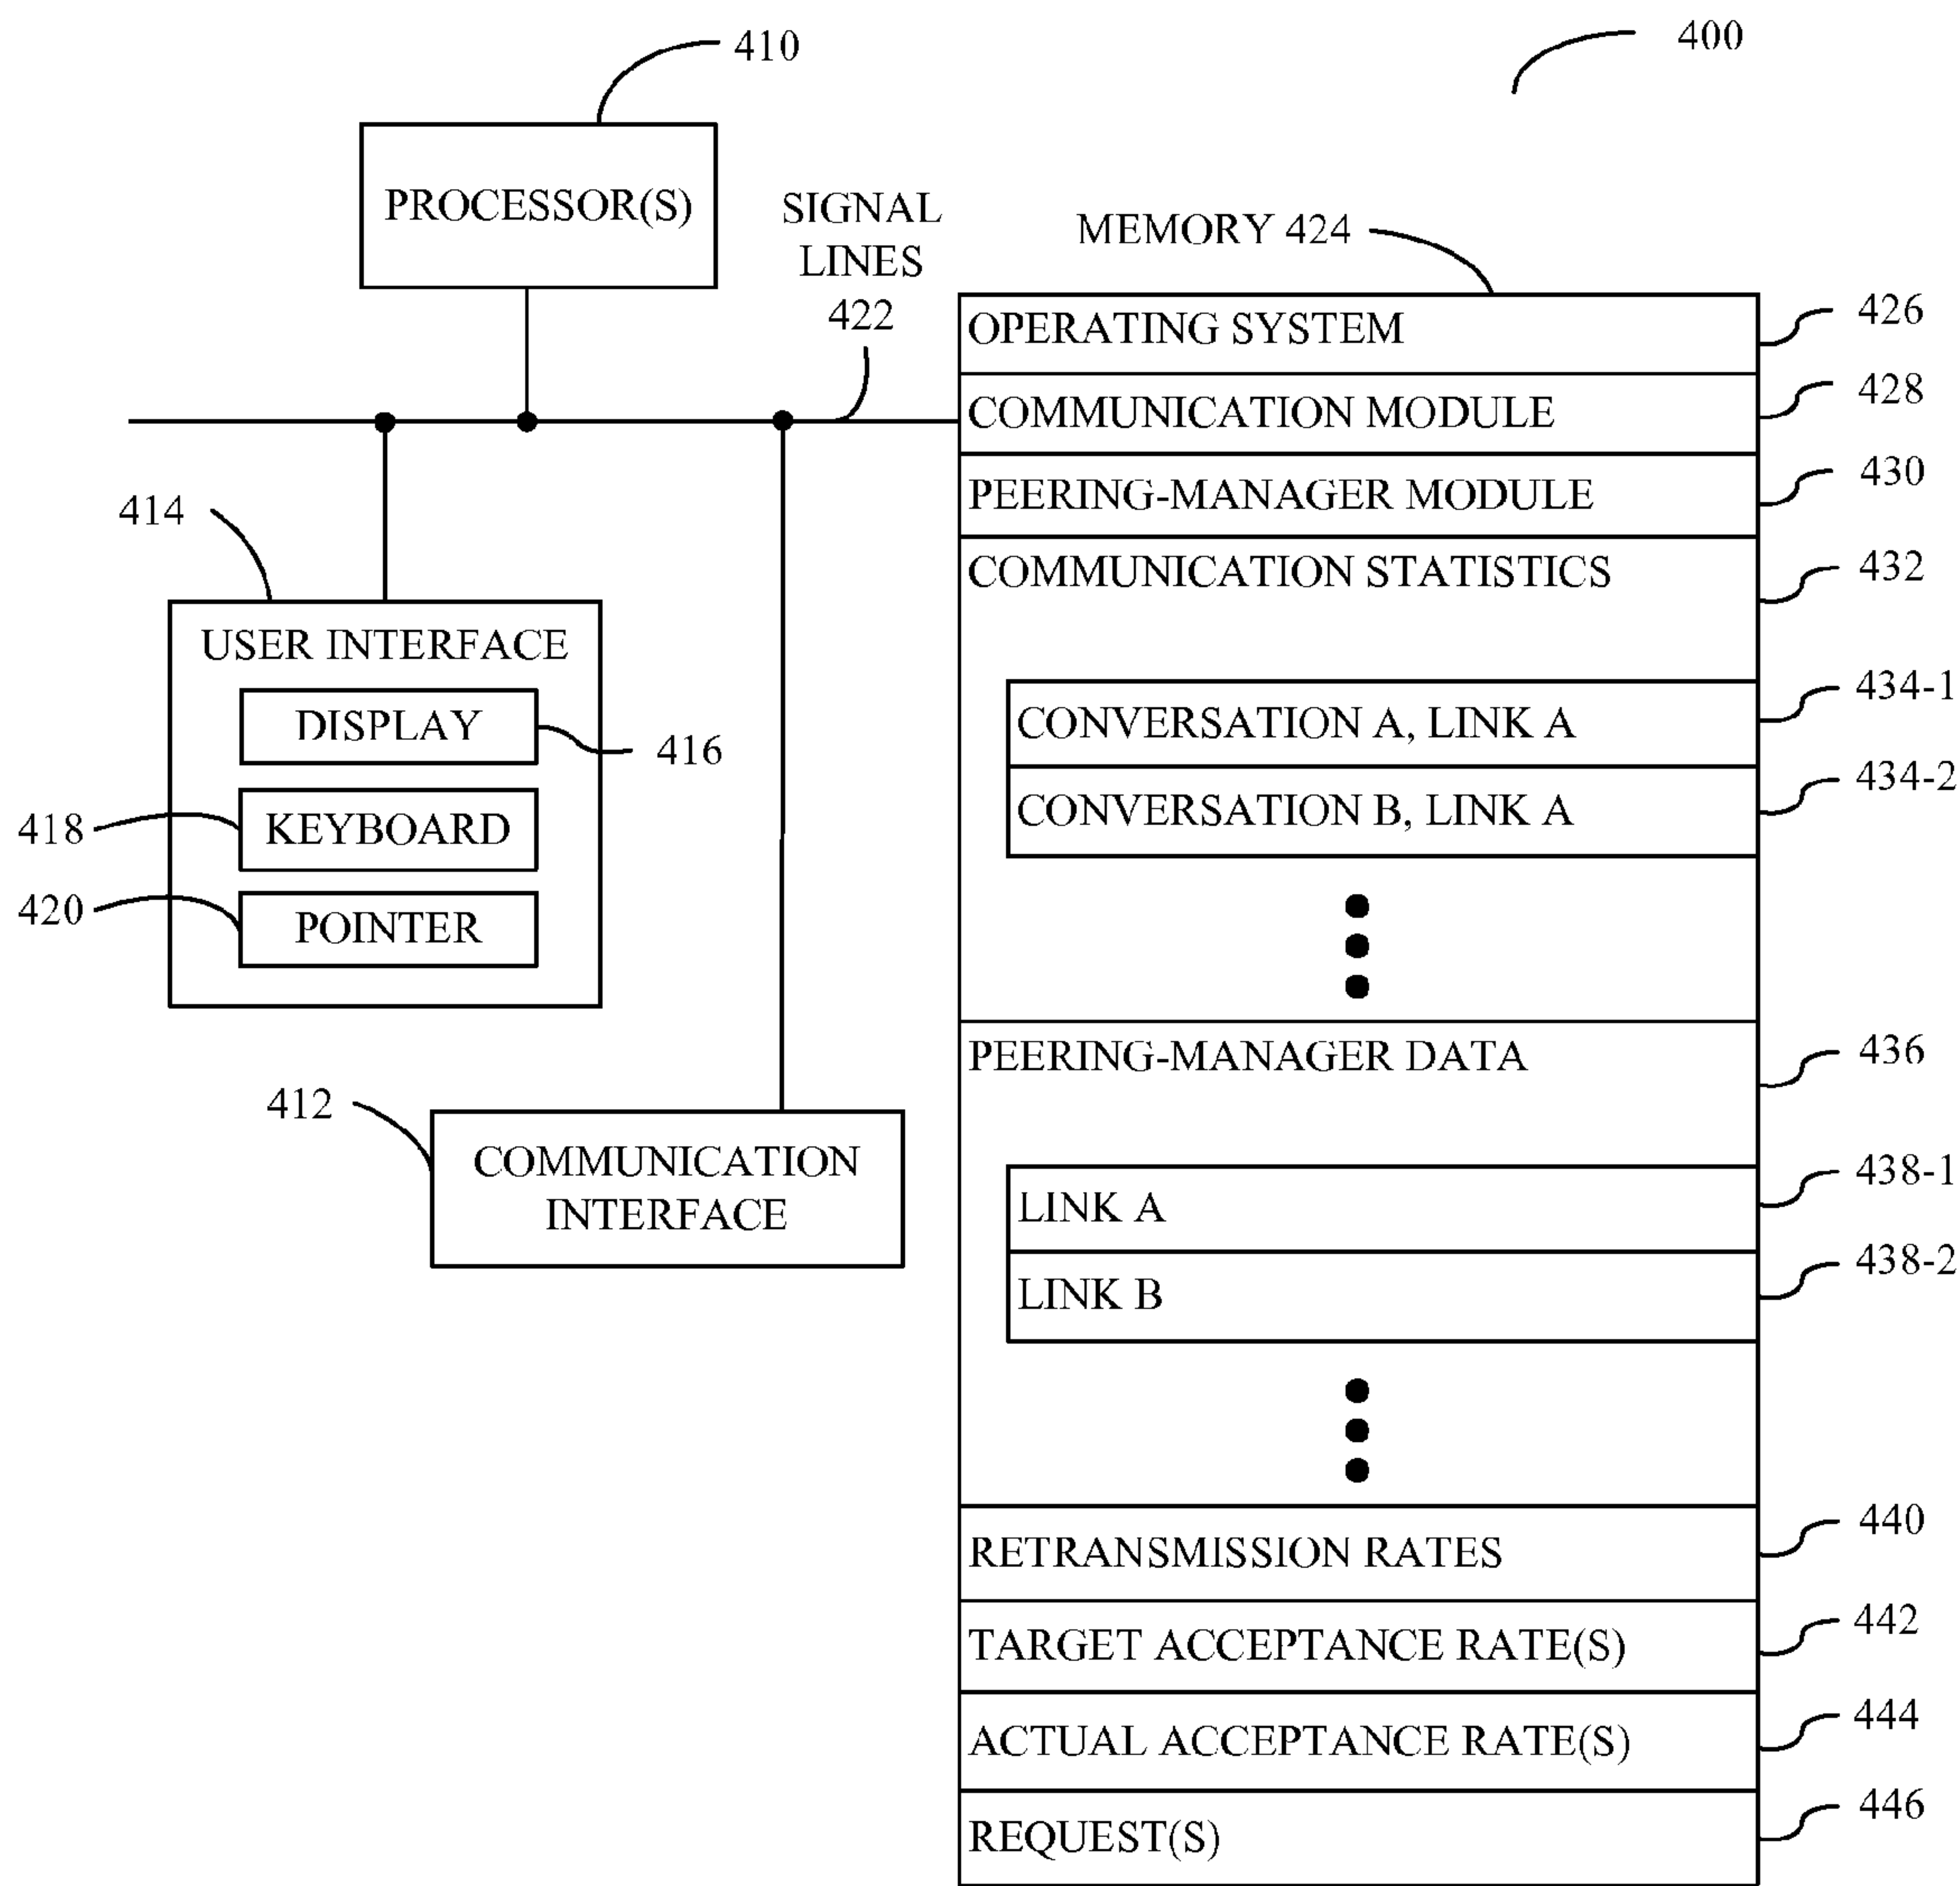 400
410
PROCESSOR(S)
SIGNAL
LINES
422
MEMORY 424
OPERATING SYSTEM
426
COMMUNICATION MODULE
428
PEERING-MANAGER MODULE
430
COMMUNICATION STATISTICS
432
CONVERSATION A, LINK A
434-1
CONVERSATION B, LINK A
434-2
PEERING-MANAGER DATA
436
LINK A
438-1
LINK B
438-2
RETRANSMISSION RATES
440
TARGET ACCEPTANCE RATE(S)
442
ACTUAL ACCEPTANCE RATE(S)
444
REQUEST(S)
446
414
USER INTERFACE
DISPLAY
416
418
KEYBOARD
420
POINTER
412
COMMUNICATION
INTERFACE